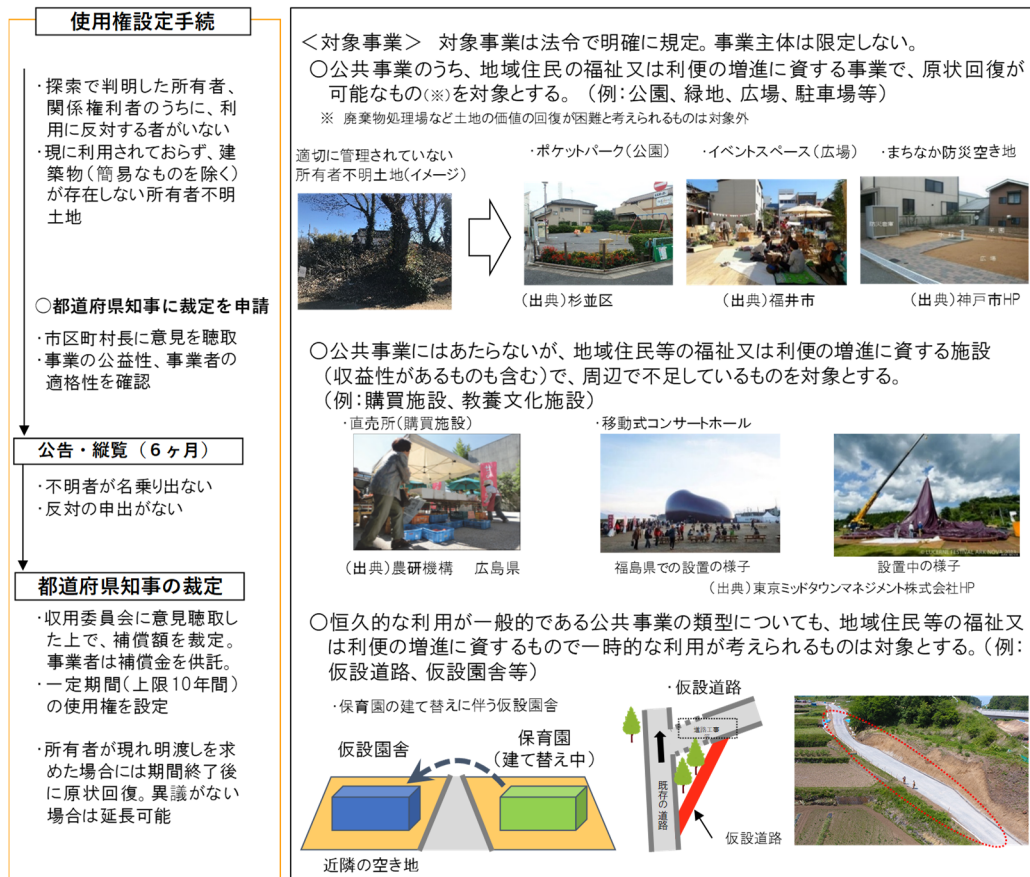 使用権設定手続
・探索で判明した所有者、
関係権利者のうちに、利
用に反対する者がいない
・現に利用されておらず、建
築物(簡易なものを除く)
が存在しない所有者不明
土地
○都道府県知事に裁定を申請
・市区町村長に意見を聴取
・事業の公益性、事業者の
適格性を確認
公告・縦覧(6ヶ月)
・不明者が名乗り出ない
・反対の申出がない
都道府県知事の裁定
・収用委員会に意見聴取し
た上で、補償額を裁定。
事業者は補償金を供託。
・一定期間(上限10年間)
の使用権を設定
・所有者が現れ明渡しを求
めた場合には期間終了後
に原状回復。異議がない
場合は延長可能
<対象事業> 対象事業は法令で明確に規定。事業主体は限定しない。
○公共事業のうち、地域住民の福祉又は利便の増進に資する事業で、原状回復が
可能なもの(※)を対象とする。(例:公園、緑地、広場、駐車場等)
※ 廃棄物処理場など土地の価値の回復が困難と考えられるものは対象外
適切に管理されていない
所有者不明土地(イメージ)
・ポケットパーク(公園)
・イベントスペース(広場)
・まちなか防災空き地
広場
(出典)杉並区
(出典)福井市
(出典)神戸市HP
○公共事業にはあたらないが、地域住民等の福祉又は利便の増進に資する施設
(収益性があるものも含む)で、周辺で不足しているものを対象とする。
(例:購買施設、教養文化施設)
・直売所(購買施設)
・移動式コンサートホール
(出典)農研機構 広島県
福島県での設置の様子
設置中の様子
(出典)東京ミッドタウンマネジメント株式会社HP
○恒久的な利用が一般的である公共事業の類型についても、地域住民等の福祉又
は利便の増進に資するもので一時的な利用が考えられるものは対象とする。(例:
仮設道路、仮設園舎等)
・保育園の建て替えに伴う仮設園舎
仮設園舎
保育園
(建て替え中)
近隣の空き地
・仮設道路
道路工事
既存の道路
仮設道路